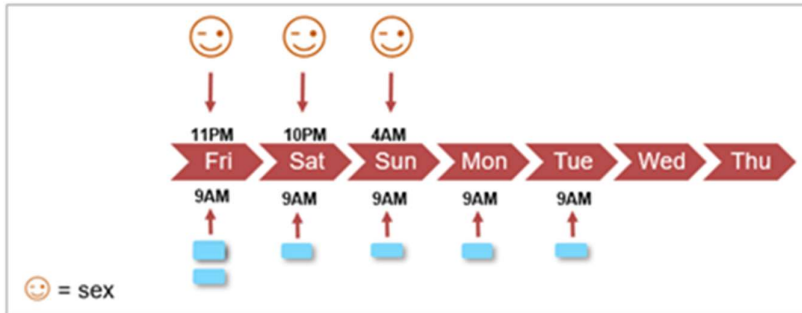 11PM 10PM 4AM
Fri Sat Sun Mon Tue Wed Thu
9AM 9AM 9AM 9AM 9AM
= sex